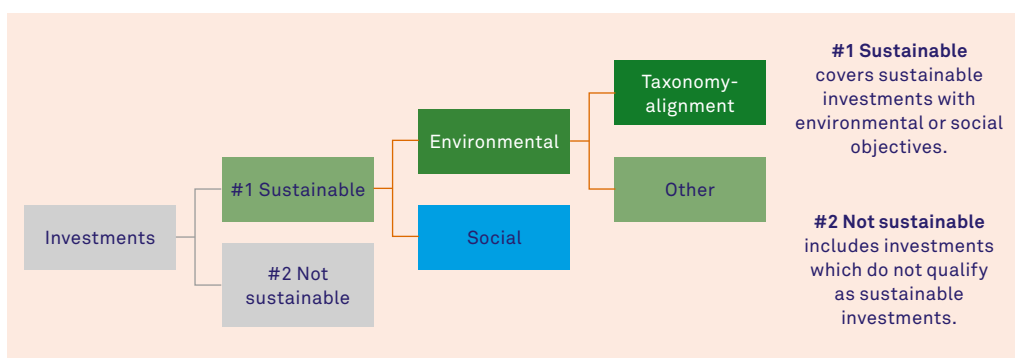 Investments
#1 Sustainable
#2 Not
sustainable
Environmental
Social
Taxonomy-
alignment
Other
#1 Sustainable
covers sustainable
investments with
environmental or social
objectives.
#2 Not sustainable
includes investments
which do not qualify
as sustainable
investments.